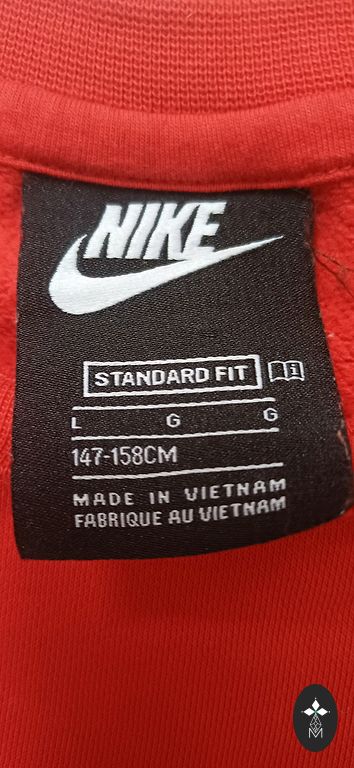 NIKE
STANDARD FIT
L G G
147-158CM
MADE IN VIETNAM
FABRIQUE AU VIETNAM
M